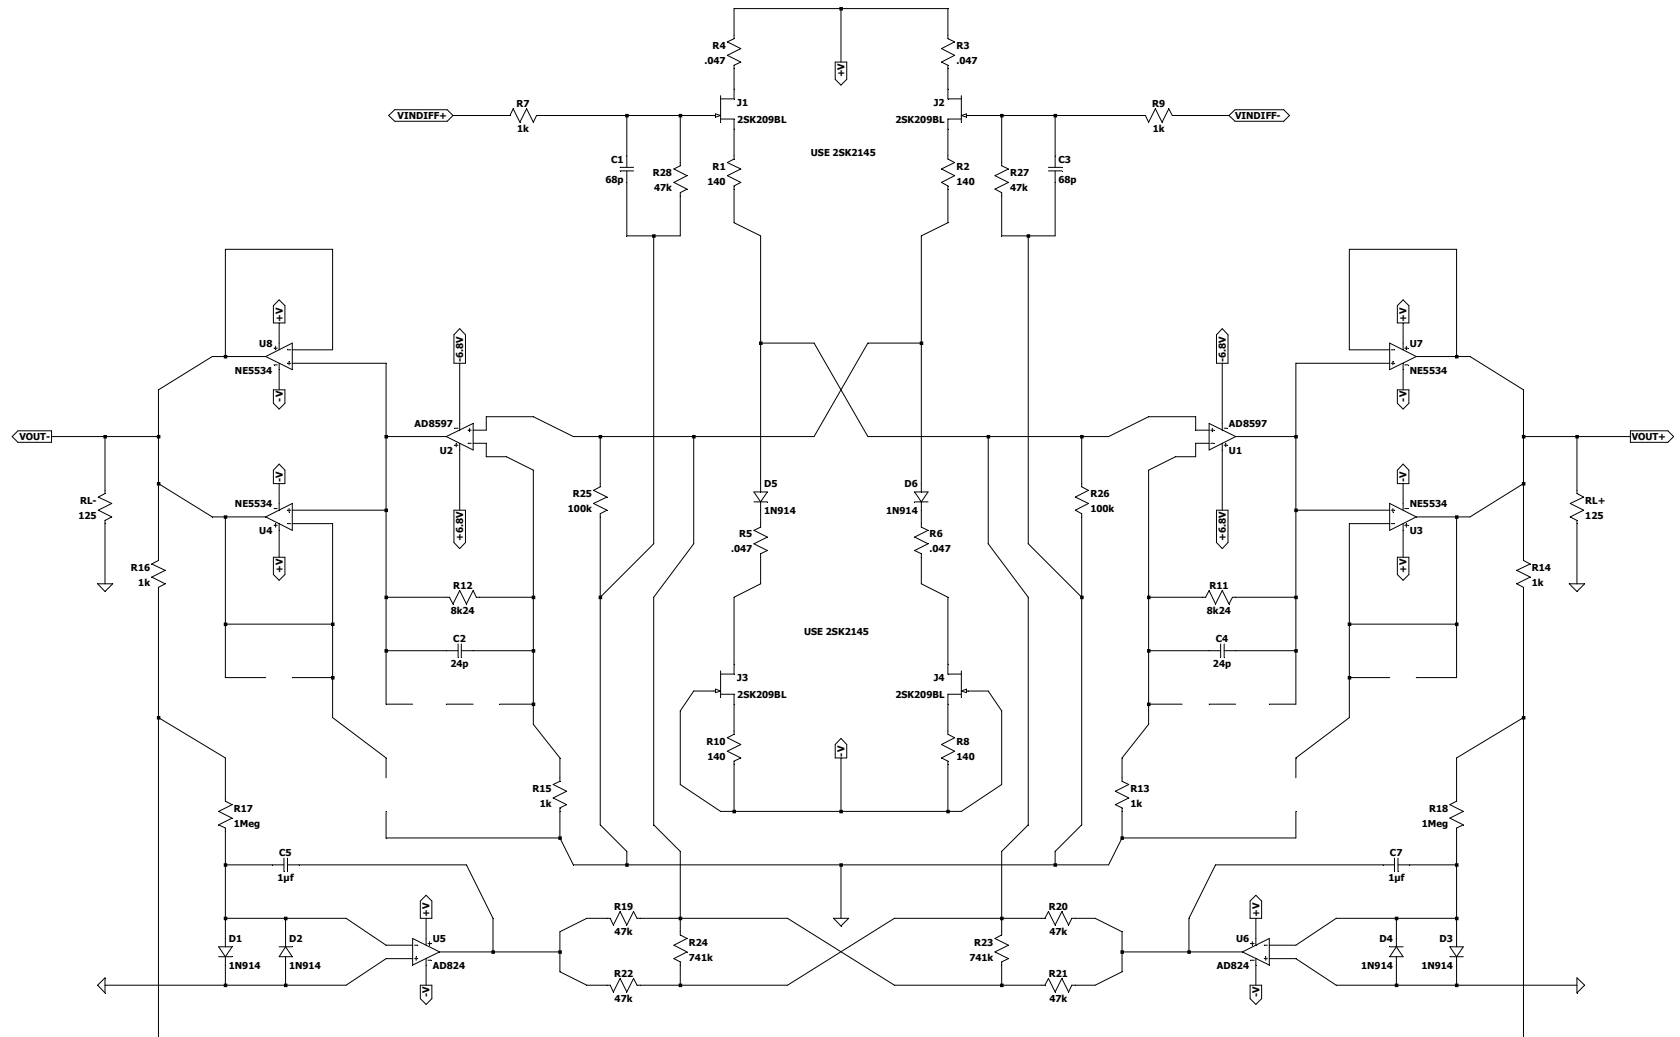 R4
.047
R3
.047
+V
J1
2SK209BL
J2
2SK209BL
VINDIFF+
R7
1k
R9
1k
VINDIFF-
USE 2SK2145
C1
68p
R28
47k
R1
140
R2
140
R27
47k
C3
68p
+V
U8
NE5534
-V
-6.8V
AD8597
U2
+6.8V
-6.8V
AD8597
U1
+6.8V
+V
U7
NE5534
-V
VOUT-
VOUT+
RL-
125
-V
NE5534
U4
+V
R25
100k
D5
1N914
D6
1N914
R26
100k
-V
NE5534
U3
+V
RL+
125
R5
.047
R6
.047
R16
1k
R12
8k24
R11
8k24
R14
1k
C2
24p
USE 2SK2145
C4
24p
J3
2SK209BL
J4
2SK209BL
R10
140
-V
R8
140
R15
1k
R13
1k
R17
1Meg
R18
1Meg
C5
1µf
C7
1µf
D1
1N914
D2
1N914
+V
U5
AD824
-V
R19
47k
R24
741k
R22
47k
R20
47k
R23
741k
R21
47k
+V
U6
AD824
-V
D4
1N914
D3
1N914